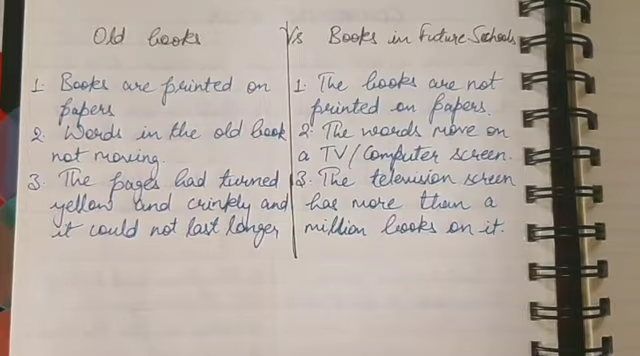 Old books Vs Books in Future Schools
1. Books are printed on
papers
2. Words in the old book
not moving.
3. The pages had turned
yellow and crinkly and
it could not last longer
1. The books are not
printed on papers.
2. The words move on
a TV/Computer screen.
3. The television screen
has more than a
million books on it.